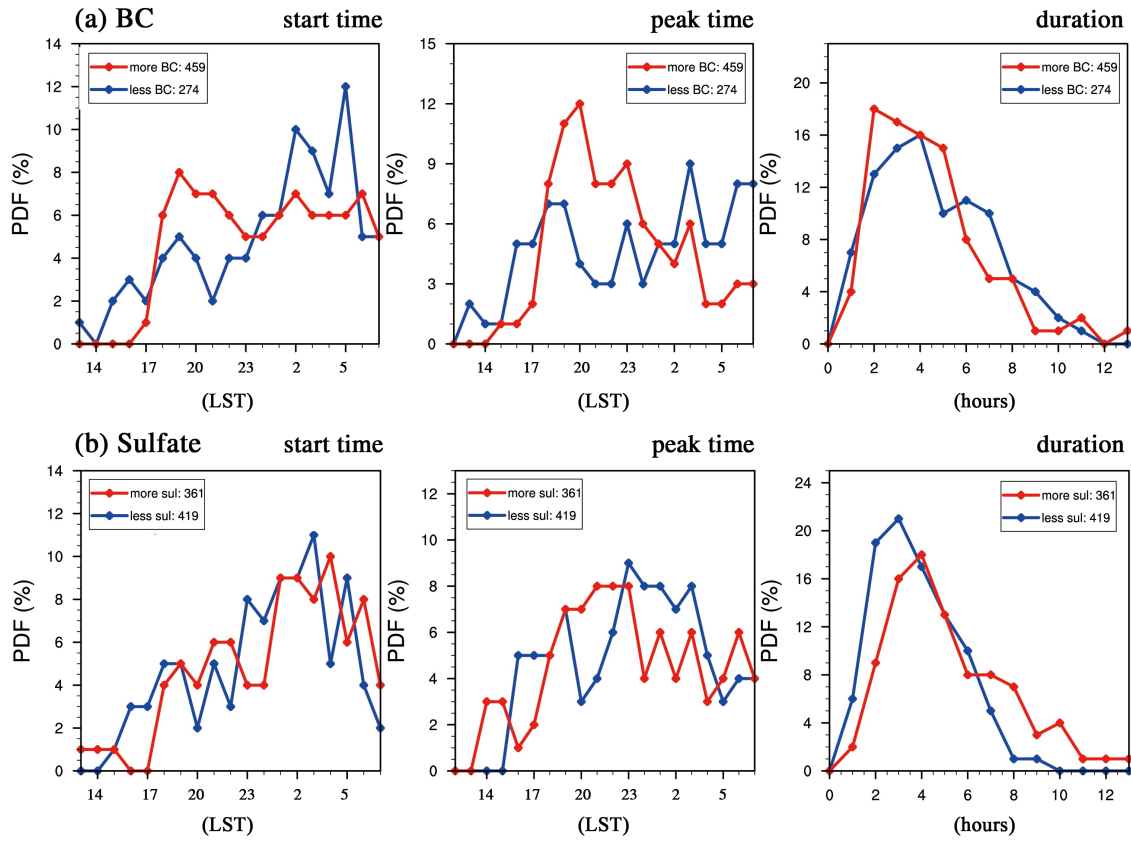 (a) BC
start time
peak time
duration
more BC: 459
less BC: 274
more BC: 459
less BC: 274
more BC: 459
less BC: 274
PDF (%)
0 2 4 6 8 10 12 14
14 17 20 23 2 5
(LST)
PDF (%)
0 3 6 9 12 15
14 17 20 23 2 5
(LST)
PDF (%)
0 4 8 12 16 20
0 2 4 6 8 10 12
(hours)
(b) Sulfate
start time
peak time
duration
more sul: 361
less sul: 419
more sul: 361
less sul: 419
more sul: 361
less sul: 419
PDF (%)
0 2 4 6 8 10 12 14
14 17 20 23 2 5
(LST)
PDF (%)
0 2 4 6 8 10 12
14 17 20 23 2 5
(LST)
PDF (%)
0 4 8 12 16 20 24
0 2 4 6 8 10 12
(hours)